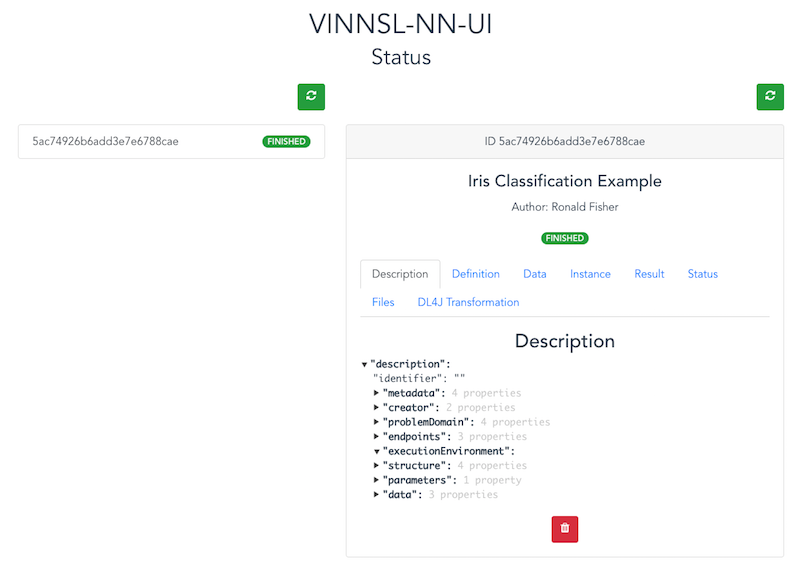 VINNSL-NN-UI
Status
5ac74926b6add3e7e6788cae FINISHED
ID 5ac74926b6add3e7e6788cae
Iris Classification Example
Author: Ronald Fisher
FINISHED
Description Definition Data Instance Result Status
Files DL4J Transformation
Description
"description":
"identifier": ""
"metadata": 4 properties
"creator": 2 properties
"problemDomain": 4 properties
"endpoints": 3 properties
"executionEnvironment":
"structure": 4 properties
"parameters": 1 property
"data": 3 properties